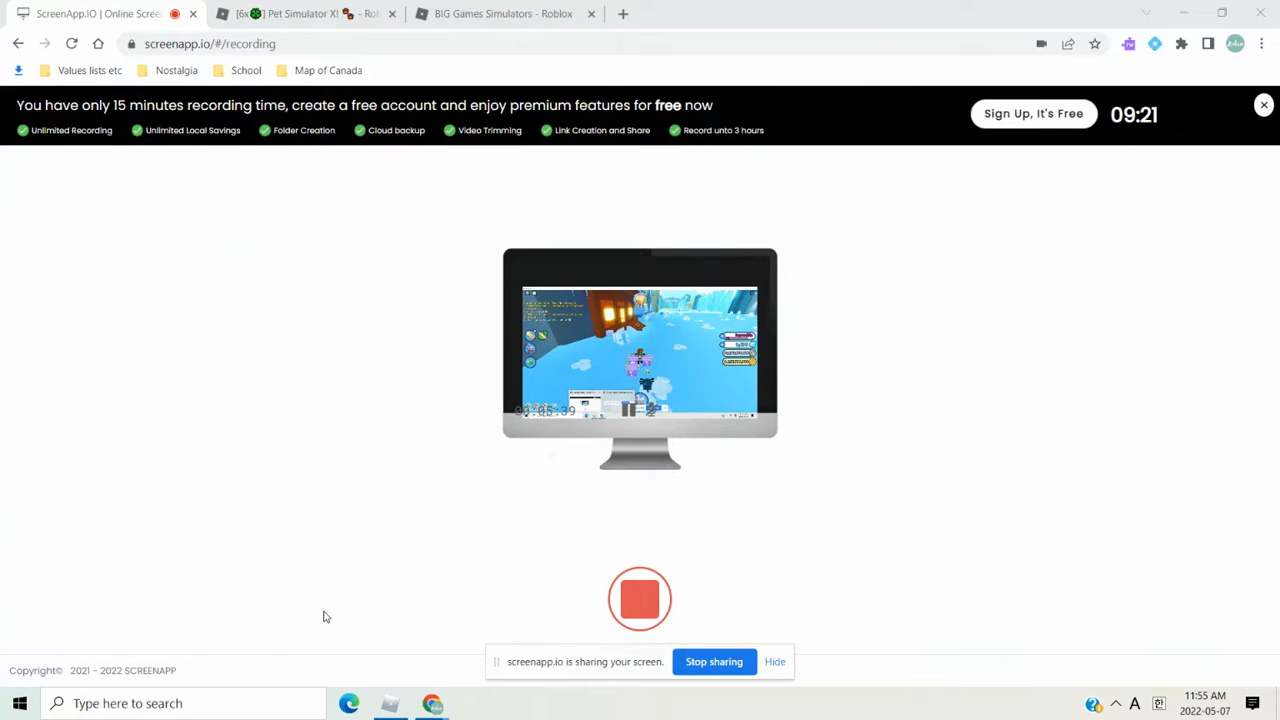 ScreenApp.IO | Online Scree
[6x🍀] Pet Simulator X! 🐾 - Rob
BIG Games Simulators - Roblox
screenapp.io/#/recording
Values lists etc
Nostalgia
School
Map of Canada
You have only 15 minutes recording time, create a free account and enjoy premium features for free now
Unlimited Recording
Unlimited Local Savings
Folder Creation
Cloud backup
Video Trimming
Link Creation and Share
Record unto 3 hours
Sign Up, It's Free
09:21
screenapp.io is sharing your screen.
Stop sharing
Hide
Copyright© 2021 - 2022 SCREENAPP
Type here to search
A
한
11:55 AM
2022-05-07